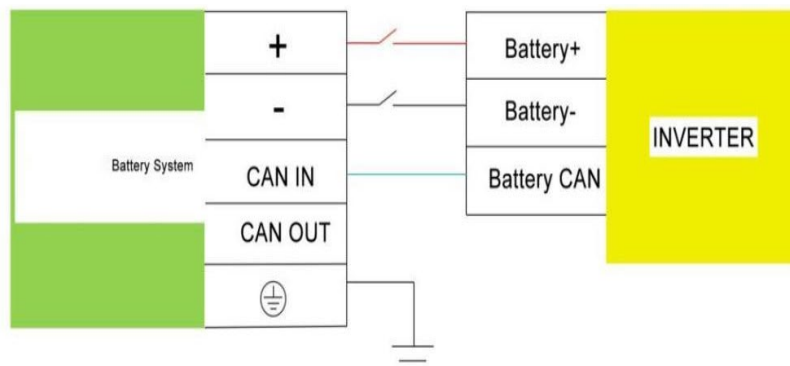 +
Battery+
-
Battery-
INVERTER
Battery System
CAN IN
Battery CAN
CAN OUT